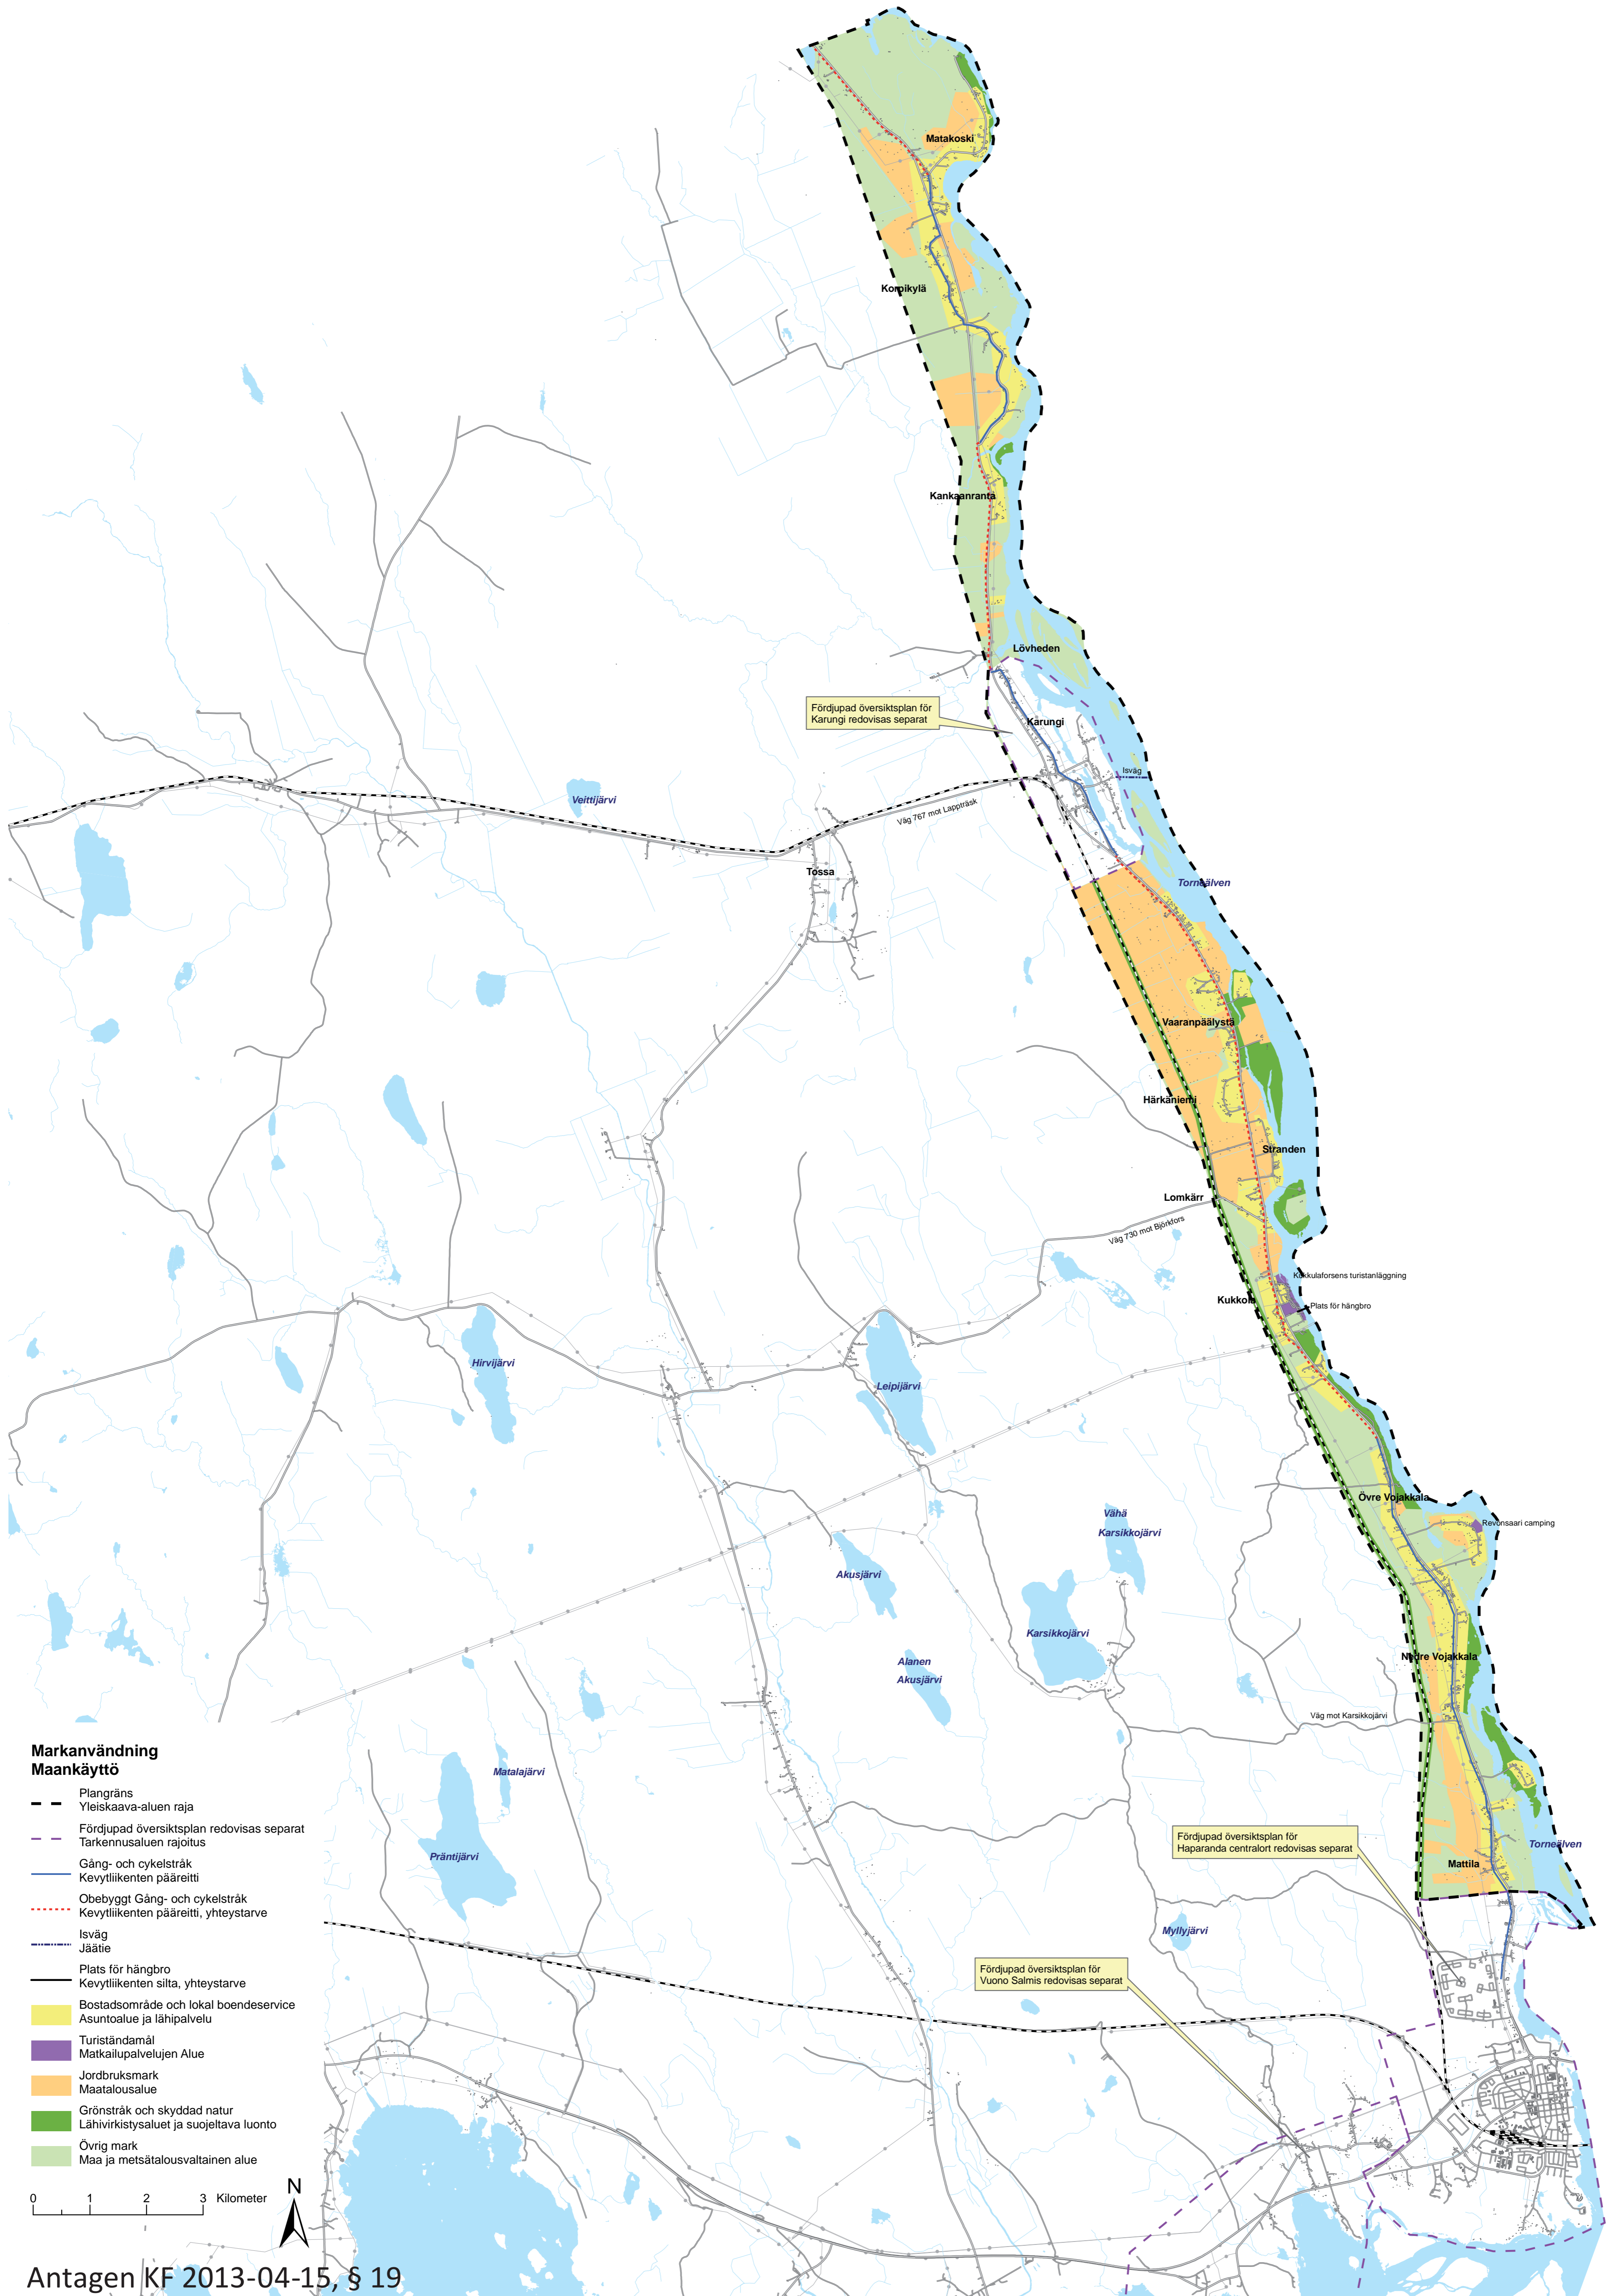 Matakoski
Korpikylä
Kankaanranta
Lövheden
Fördjupad översiktsplan för
Karungi redovisas separat
Karungi
Isväg
Veittijärvi
Väg 767 mot Lappträsk
Tossa
Torneälven
Vaaranpäälystä
Härkäniemi
Stranden
Lomkärr
Väg 730 mot Björkfors
Kukkolaforsens turistanläggning
Kukkola
Plats för hängbro
Hirvijärvi
Leipijärvi
Övre Vojakkala
Revonsaari camping
Vähä
Karsikkojärvi
Akusjärvi
Karsikkojärvi
Alanen
Akusjärvi
Nedre Vojakkala
Väg mot Karsikkojärvi
Matalajärvi
Präntijärvi
Fördjupad översiktsplan för
Haparanda centralort redovisas separat
Torneälven
Mattila
Myllyjärvi
Fördjupad översiktsplan för
Vuono Salmis redovisas separat
Markanvändning
Maankäyttö
Plangräns
Yleiskaava-aluen raja
Fördjupad översiktsplan redovisas separat
Tarkennusaluen rajoitus
Gång- och cykelstråk
Kevytliikenten pääreitti
Obebyggt Gång- och cykelstråk
Kevytliikenten pääreitti, yhteystarve
Isväg
Jäätie
Plats för hängbro
Kevytliikenten silta, yhteystarve
Bostadsområde och lokal boendeservice
Asuntoalue ja lähipalvelu
Turiständamål
Matkailupalvelujen Alue
Jordbruksmark
Maatalousalue
Grönstråk och skyddad natur
Lähivirkistysaluet ja suojeltava luonto
Övrig mark
Maa ja metsätalousvaltainen alue
0 1 2 3 Kilometer
N
Antagen KF 2013-04-15, § 19